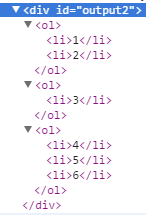 ▼<div id="output2">
▼<ol>
<li>1</li>
<li>2</li>
</ol>
▼<ol>
<li>3</li>
</ol>
▼<ol>
<li>4</li>
<li>5</li>
<li>6</li>
</ol>
</div>